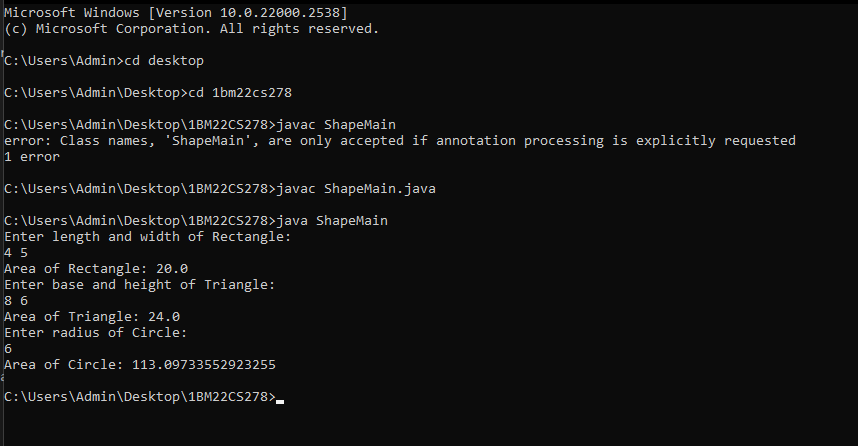 Microsoft Windows [Version 10.0.22000.2538]
(c) Microsoft Corporation. All rights reserved.
C:\Users\Admin>cd desktop
C:\Users\Admin\Desktop>cd 1bm22cs278
C:\Users\Admin\Desktop\1BM22CS278>javac ShapeMain
error: Class names, 'ShapeMain', are only accepted if annotation processing is explicitly requested
1 error
C:\Users\Admin\Desktop\1BM22CS278>javac ShapeMain.java
C:\Users\Admin\Desktop\1BM22CS278>java ShapeMain
Enter length and width of Rectangle:
4 5
Area of Rectangle: 20.0
Enter base and height of Triangle:
8 6
Area of Triangle: 24.0
Enter radius of Circle:
6
Area of Circle: 113.09733552923255
C:\Users\Admin\Desktop\1BM22CS278>